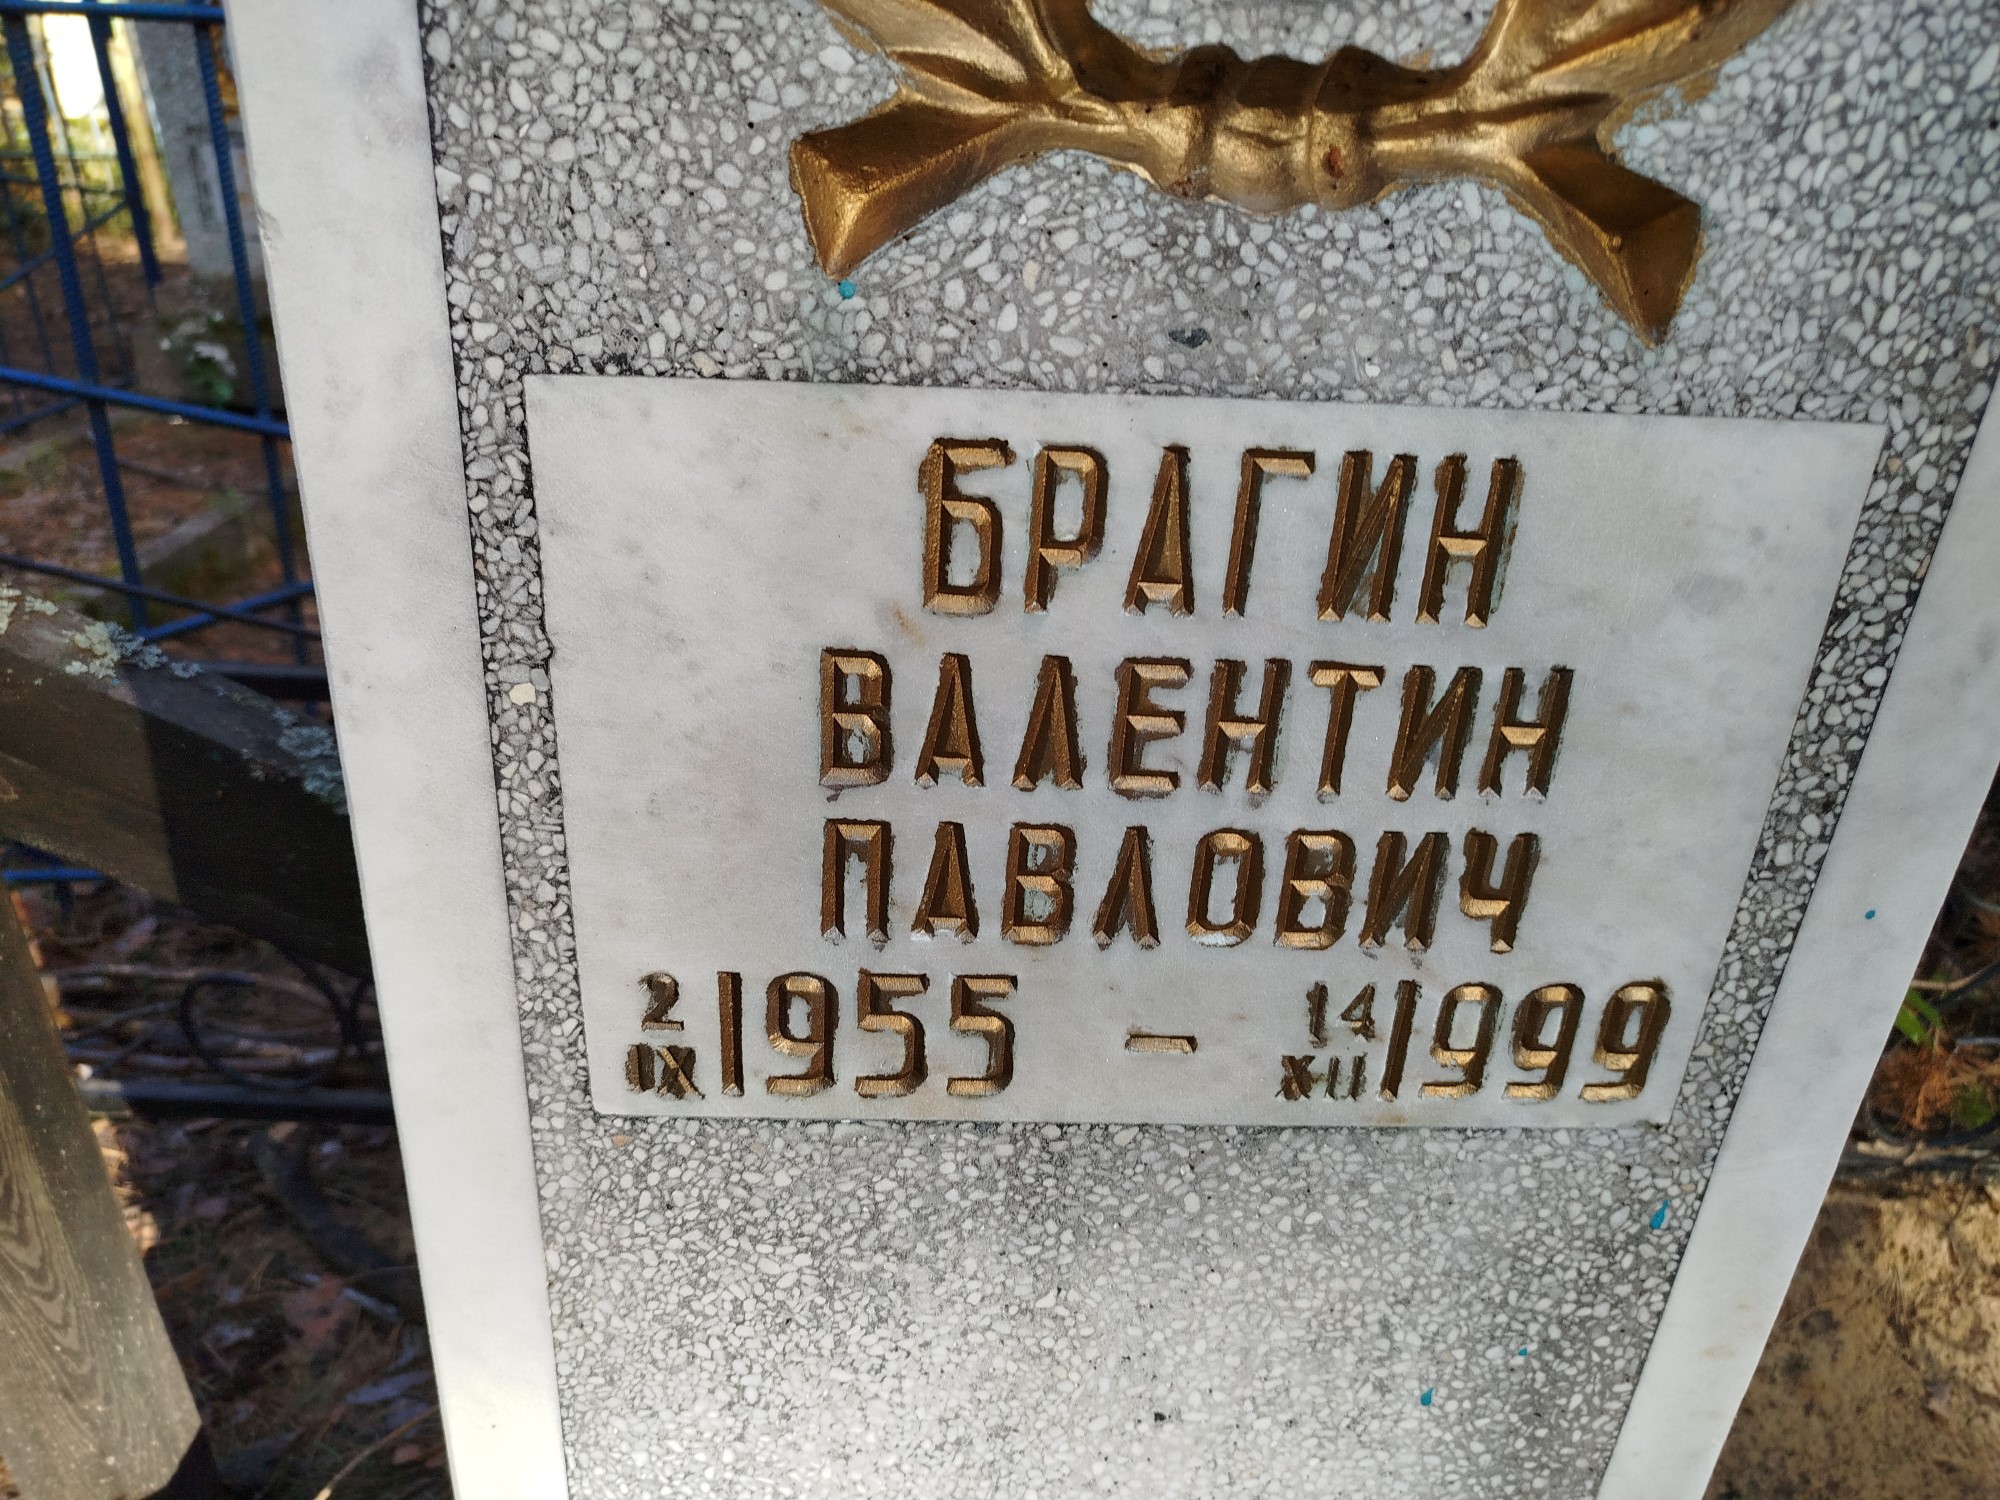 БРАГИН
ВАЛЕНТИН
ПАВЛОВИЧ
2/IX 1955 – 14/XII 1999